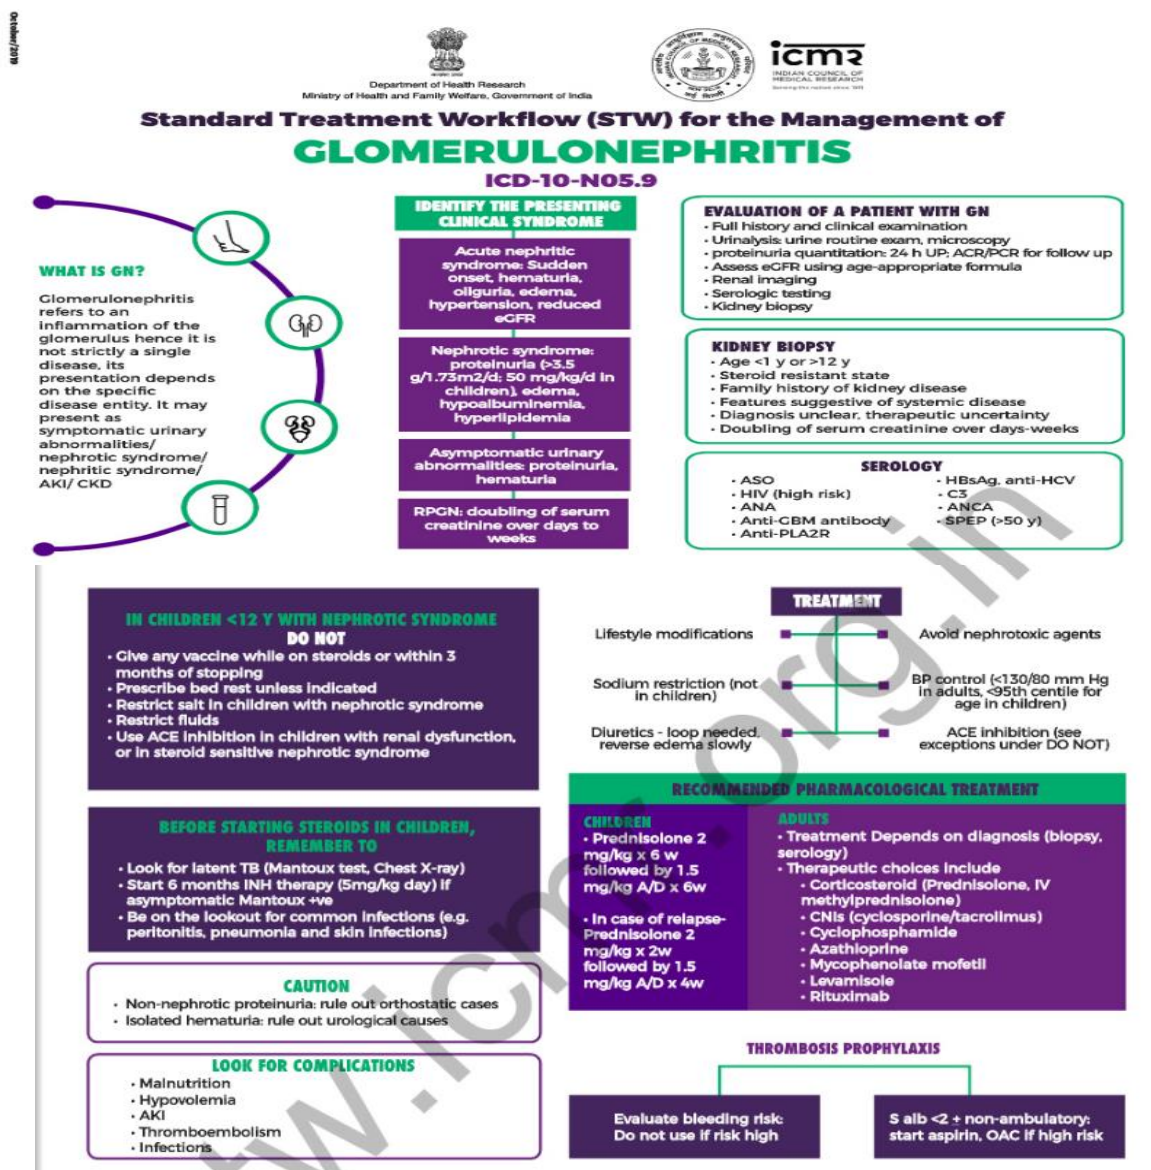 October/2019
Department of Health Research
Ministry of Health and Family Welfare, Government of India
icmr
INDIAN COUNCIL OF
MEDICAL RESEARCH
Standard Treatment Workflow (STW) for the Management of
GLOMERULONEPHRITIS
ICD-10-N05.9
WHAT IS GN?
Glomerulonephritis
refers to an
inflammation of the
glomerulus hence it is
not strictly a single
disease, its
presentation depends
on the specific
disease entity. It may
present as
symptomatic urinary
abnormalities/
nephrotic syndrome/
nephritic syndrome/
AKI/ CKD
IDENTIFY THE PRESENTING
CLINICAL SYNDROME
Acute nephritic
syndrome: Sudden
onset, hematuria,
oliguria, edema,
hypertension, reduced
eGFR
Nephrotic syndrome:
proteinuria (>3.5
g/1.73m2/d; 50 mg/kg/d in
children), edema,
hypoalbuminemia,
hyperlipidemia
Asymptomatic urinary
abnormalities: proteinuria,
hematuria
RPGN: doubling of serum
creatinine over days to
weeks
EVALUATION OF A PATIENT WITH GN
• Full history and clinical examination
• Urinalysis: urine routine exam, microscopy
• proteinuria quantitation: 24 h UP; ACR/PCR for follow up
• Assess eGFR using age-appropriate formula
• Renal imaging
• Serologic testing
• Kidney biopsy
KIDNEY BIOPSY
• Age <1 y or >12 y
• Steroid resistant state
• Family history of kidney disease
• Features suggestive of systemic disease
• Diagnosis unclear, therapeutic uncertainty
• Doubling of serum creatinine over days-weeks
SEROLOGY
• ASO
• HIV (high risk)
• ANA
• Anti-GBM antibody
• Anti-PLA2R
• HBsAg, anti-HCV
• C3
• ANCA
• SPEP (>50 y)
IN CHILDREN <12 Y WITH NEPHROTIC SYNDROME
DO NOT
• Give any vaccine while on steroids or within 3
months of stopping
• Prescribe bed rest unless indicated
• Restrict salt in children with nephrotic syndrome
• Restrict fluids
• Use ACE inhibition in children with renal dysfunction,
or in steroid sensitive nephrotic syndrome
BEFORE STARTING STEROIDS IN CHILDREN,
REMEMBER TO
• Look for latent TB (Mantoux test, Chest X-ray)
• Start 6 months INH therapy (5mg/kg day) if
asymptomatic Mantoux +ve
• Be on the lookout for common infections (e.g.
peritonitis, pneumonia and skin infections)
CAUTION
• Non-nephrotic proteinuria: rule out orthostatic cases
• Isolated hematuria: rule out urological causes
LOOK FOR COMPLICATIONS
• Malnutrition
• Hypovolemia
• AKI
• Thromboembolism
• Infections
TREATMENT
Lifestyle modifications
Avoid nephrotoxic agents
Sodium restriction (not
in children)
BP control (<130/80 mm Hg
in adults, <95th centile for
age in children)
Diuretics - loop needed,
reverse edema slowly
ACE inhibition (see
exceptions under DO NOT)
RECOMMENDED PHARMACOLOGICAL TREATMENT
CHILDREN
• Prednisolone 2
mg/kg x 6 w
followed by 1.5
mg/kg A/D x 6w
• In case of relapse-
Prednisolone 2
mg/kg x 2w
followed by 1.5
mg/kg A/D x 4w
ADULTS
• Treatment Depends on diagnosis (biopsy,
serology)
• Therapeutic choices include
• Corticosteroid (Prednisolone, IV
methylprednisolone)
• CNIs (cyclosporine/tacrolimus)
• Cyclophosphamide
• Azathioprine
• Mycophenolate mofetil
• Levamisole
• Rituximab
THROMBOSIS PROPHYLAXIS
Evaluate bleeding risk:
Do not use if risk high
S alb <2 + non-ambulatory:
start aspirin, OAC if high risk
w.icmr.org.in